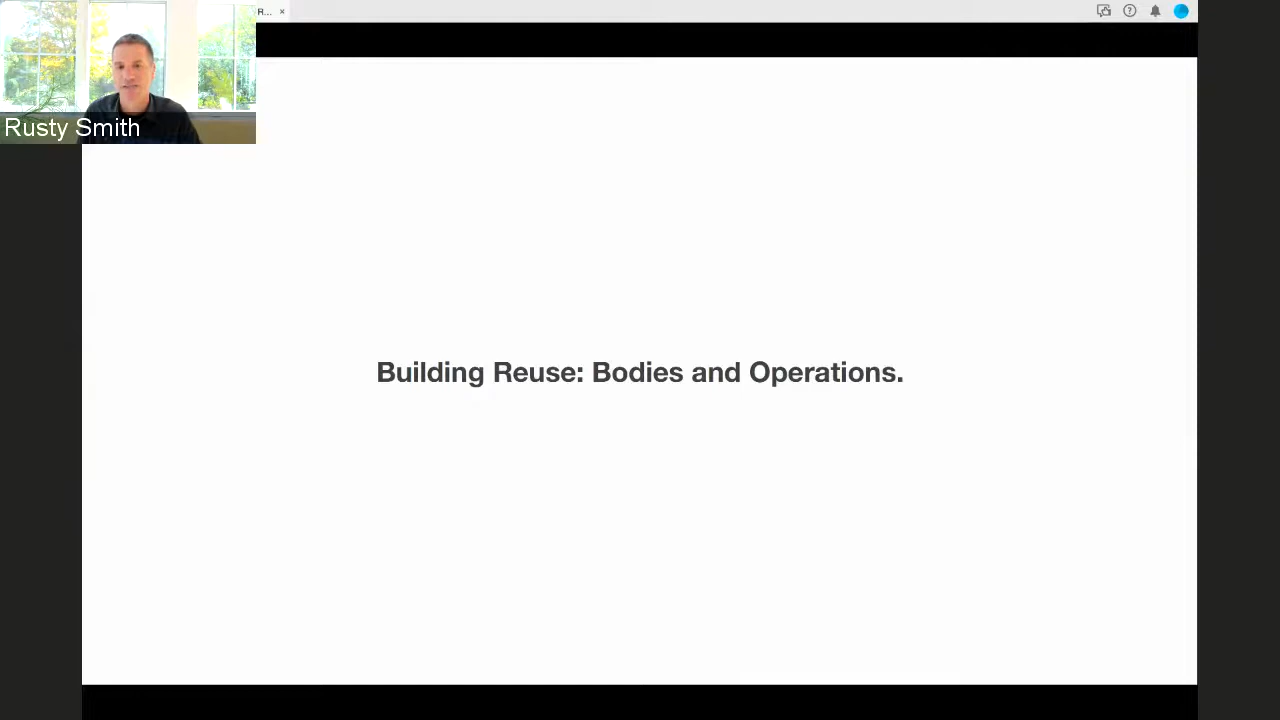 R... ×
Rusty Smith
Building Reuse: Bodies and Operations.